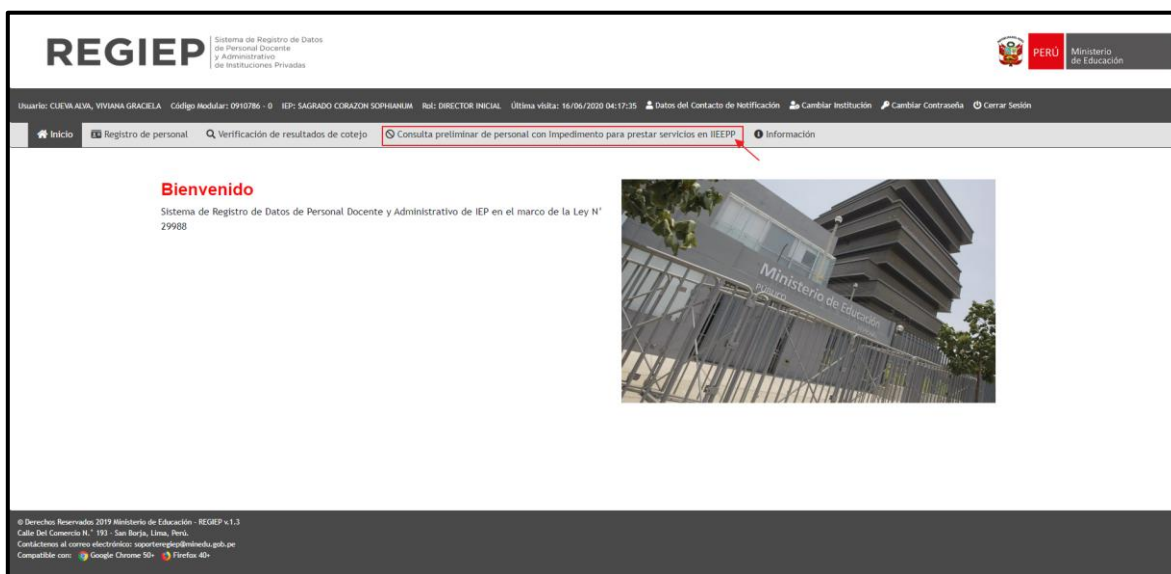 REGIEP
Sistema de Registro de Datos
de Personal Docente
y Administrativo
de Instituciones Privadas
PERÚ
Ministerio
de Educación
Usuario: CUEVA ALVA, VIVIANA GRACIELA Código Modular: 0910786 - 0 IEP: SAGRADO CORAZON SOPHIANUM Rol: DIRECTOR INICIAL Última visita: 16/06/2020 04:17:35 Datos del Contacto de Notificación Cambiar Institución Cambiar Contraseña Cerrar Sesión
Inicio Registro de personal Verificación de resultados de cotejo Consulta preliminar de personal con Impedimento para prestar servicios en IIEEPP Información
Bienvenido
Sistema de Registro de Datos de Personal Docente y Administrativo de IEP en el marco de la Ley N°
29988
Ministerio de Educación
© Derechos Reservados 2019 Ministerio de Educación - REGIEP v.1.3
Calle Del Comercio N.° 193 - San Borja, Lima, Perú.
Contáctenos al correo electrónico: soporteregiep@minedu.gob.pe
Compatible con: Google Chrome 50+ Firefox 40+